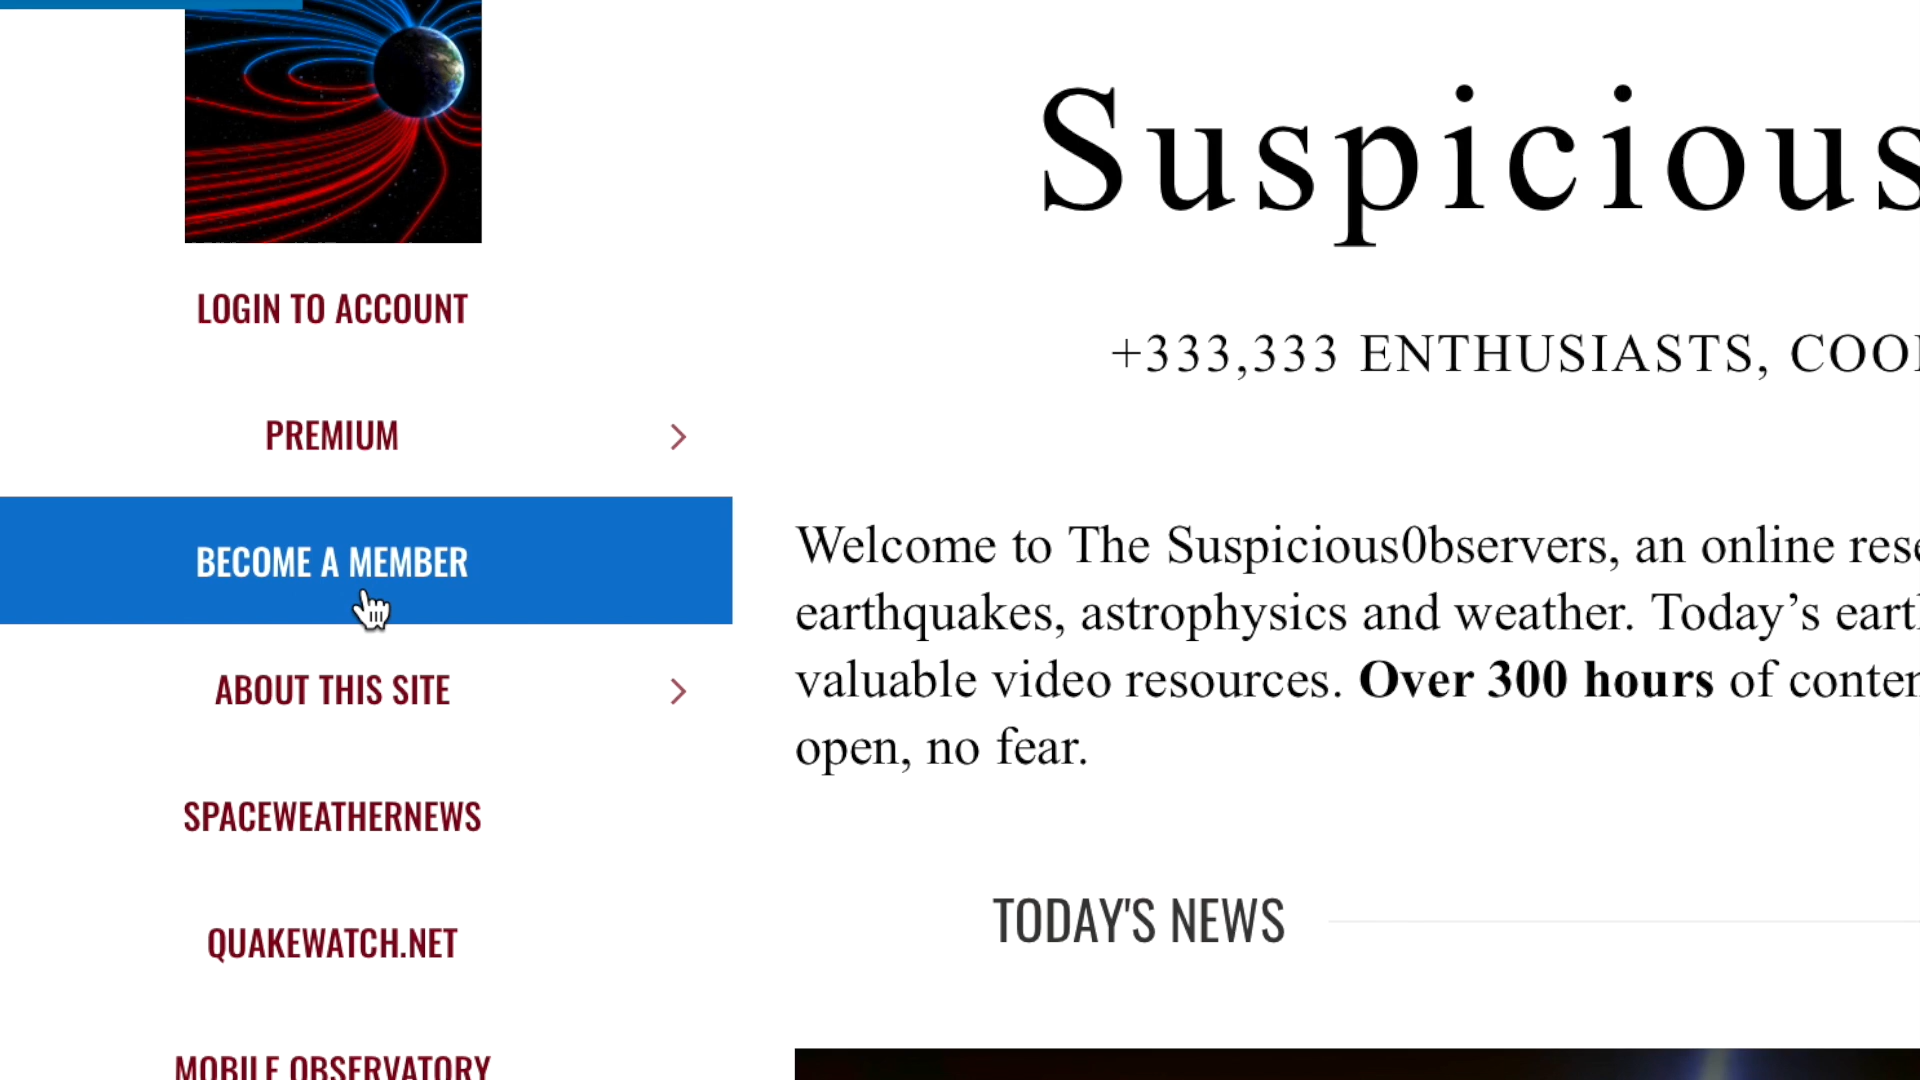 LOGIN TO ACCOUNT
PREMIUM
BECOME A MEMBER
ABOUT THIS SITE
SPACEWEATHERNEWS
QUAKEWATCH.NET
MOBILE OBSERVATORY
Suspicious
+333,333 ENTHUSIASTS,
Welcome to The Suspicious0bservers, an online
earthquakes, astrophysics and weather. Today’s
valuable video resources. Over 300 hours of
open, no fear.
TODAY'S NEWS